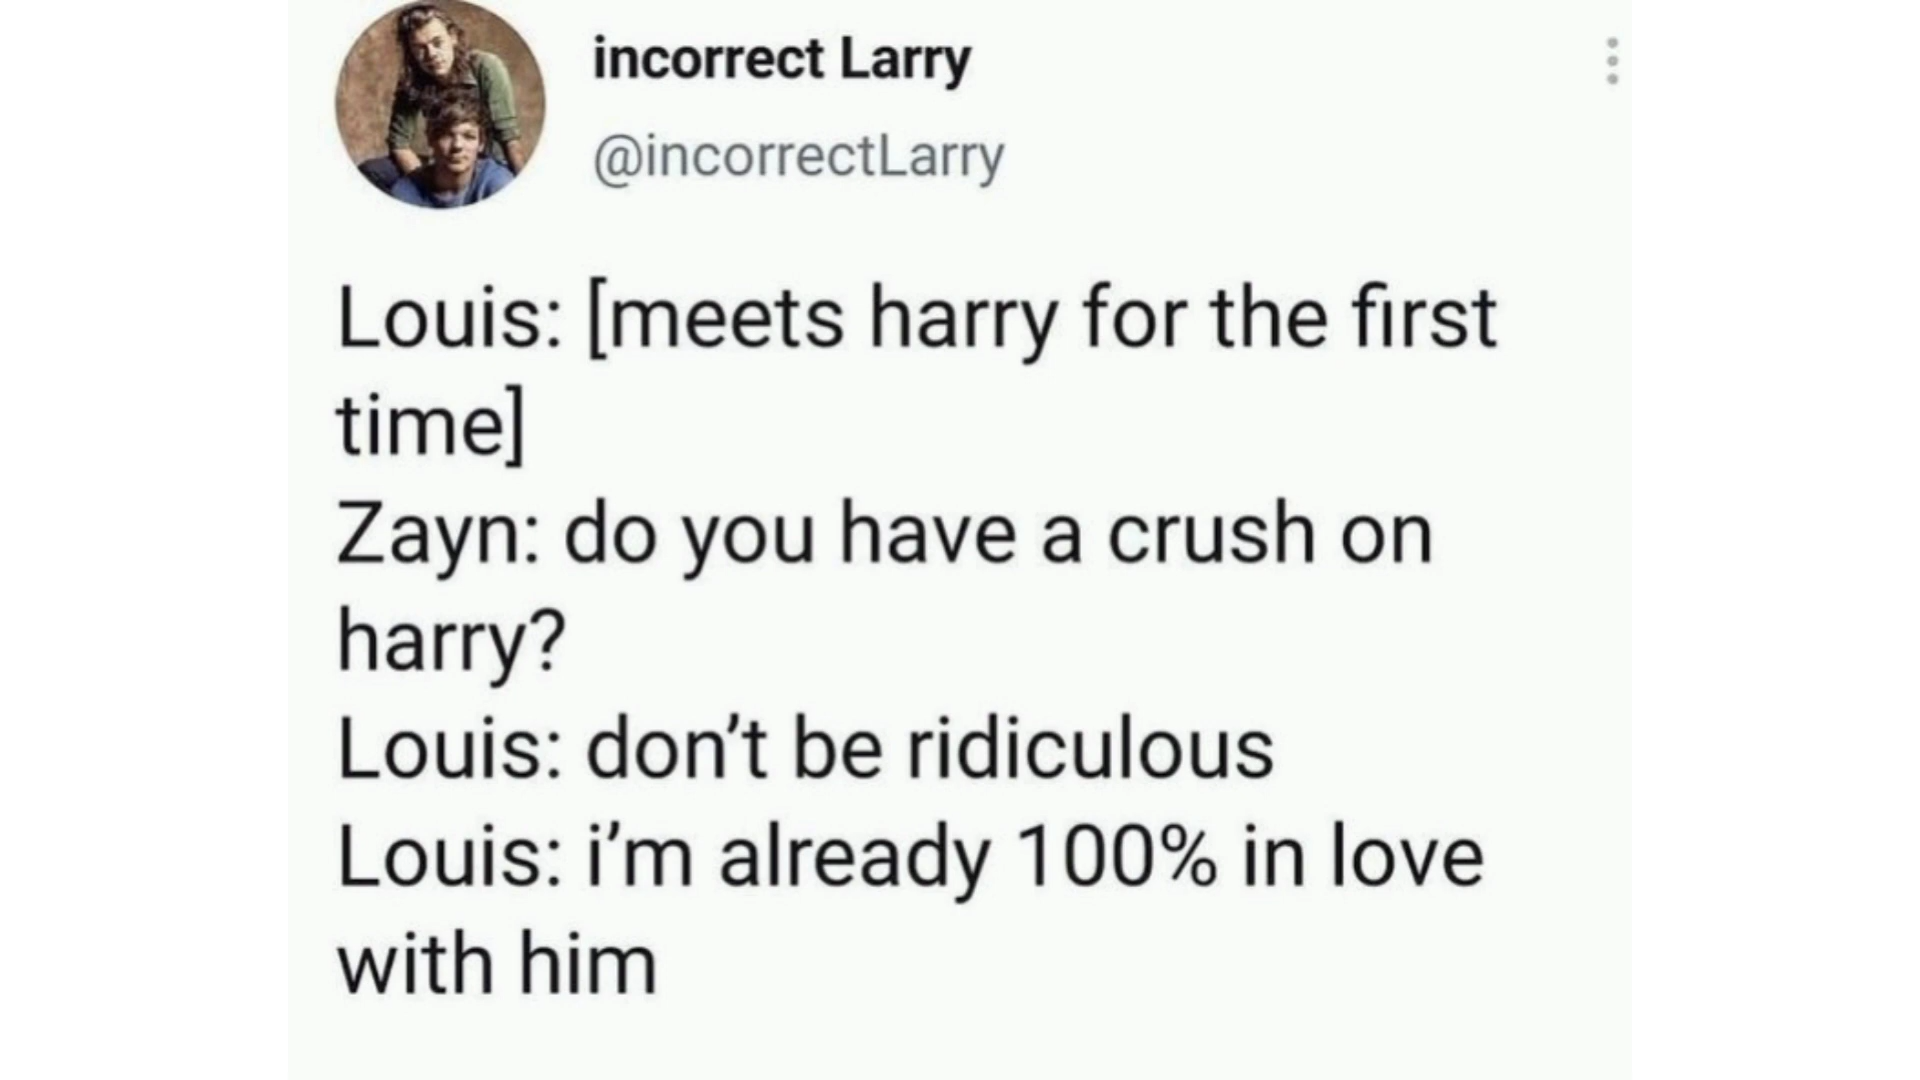 incorrect Larry
@incorrectLarry
Louis: [meets harry for the first
time]
Zayn: do you have a crush on
harry?
Louis: don’t be ridiculous
Louis: i’m already 100% in love
with him